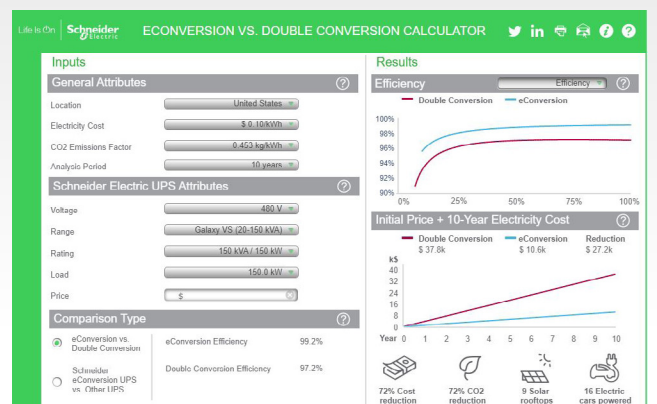 Life Is On Schneider Electric ECONVERSION VS. DOUBLE CONVERSION CALCULATOR
Inputs
General Attributes
Location United States
Electricity Cost $ 0.10/kWh
CO2 Emissions Factor 0.453 kg/kWh
Analysis Period 10 years
Schneider Electric UPS Attributes
Voltage 480 V
Range Galaxy VS (20-150 kVA)
Rating 150 kVA / 150 kW
Load 150.0 kW
Price $
Comparison Type
eConversion vs.
Double Conversion
eConversion Efficiency 99.2%
Double Conversion Efficiency 97.2%
Schneider
eConversion UPS
vs. Other UPS
Results
Efficiency Efficiency
Double Conversion eConversion
100%
98%
96%
94%
92%
90%
0% 25% 50% 75% 100%
Initial Price + 10-Year Electricity Cost
Double Conversion eConversion Reduction
$ 37.8k $ 10.6k $ 27.2k
k$
40
32
24
16
8
0
Year 0 1 2 3 4 5 6 7 8 9 10
72% Cost
reduction
72% CO2
reduction
9 Solar
rooftops
16 Electric
cars powered